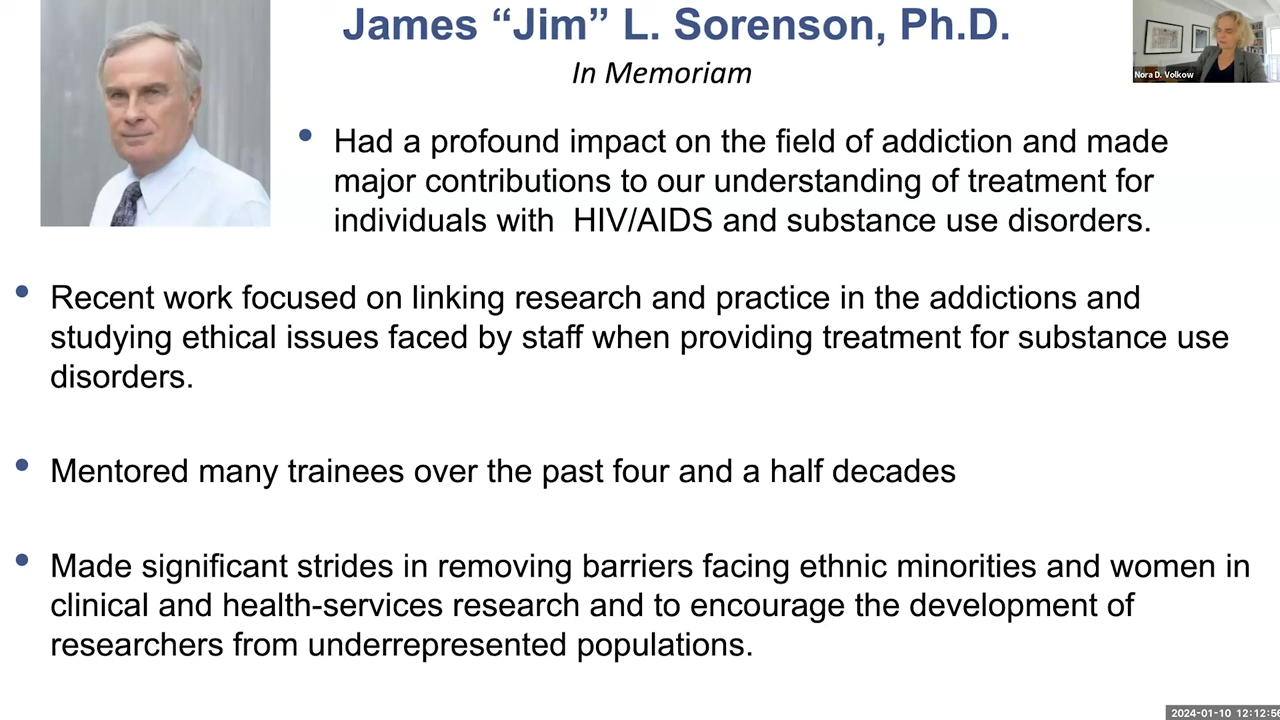 James “Jim” L. Sorenson, Ph.D.
In Memoriam
Nora D. Volkow
• Had a profound impact on the field of addiction and made
major contributions to our understanding of treatment for
individuals with  HIV/AIDS and substance use disorders.
• Recent work focused on linking research and practice in the addictions and
studying ethical issues faced by staff when providing treatment for substance use
disorders.
• Mentored many trainees over the past four and a half decades
• Made significant strides in removing barriers facing ethnic minorities and women in
clinical and health-services research and to encourage the development of
researchers from underrepresented populations.
2024-01-10 12:12:56